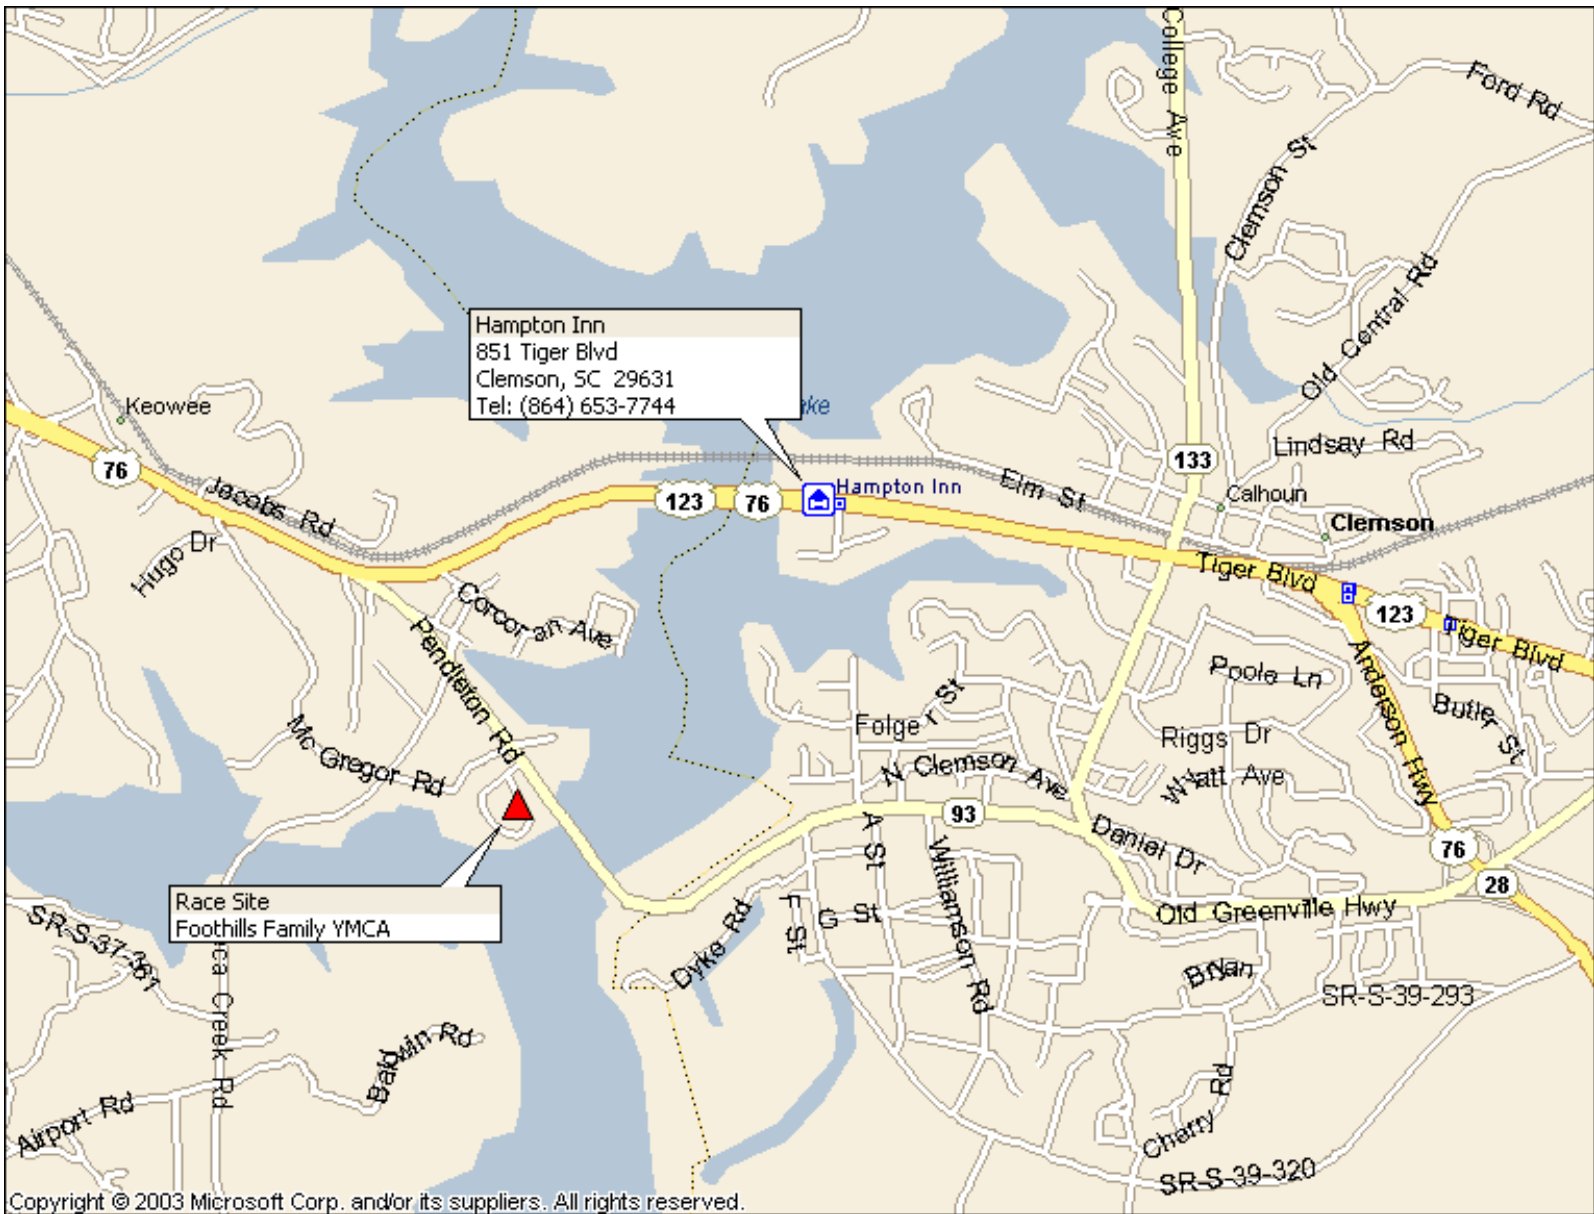 College Ave
Ford Rd
Clemson St
Old Central Rd
Hampton Inn
851 Tiger Blvd
Clemson, SC 29631
Tel: (864) 653-7744
ake
Keowee
76
Jacobs Rd
123
76
Hampton Inn
Elm St
133
Lindsay Rd
Calhoun
Clemson
Hugo Dr
Tiger Blvd
123
Tiger Blvd
Corcoran Ave
Pendleton Rd
Anderson Hwy
Poole Ln
Butler St
Folger St
Riggs Dr
Mc Gregor Rd
N Clemson Ave
Wyatt Ave
93
A St
Williamson Rd
Daniel Dr
76
28
Race Site
Foothills Family YMCA
F St
G St
Old Greenville Hwy
SR-S-37-61
Dyke Rd
Bryan
SR-S-39-293
ca Creek Rd
Baldwin Rd
Airport Rd
Cherry Rd
SR-S-39-320
Copyright © 2003 Microsoft Corp. and/or its suppliers. All rights reserved.